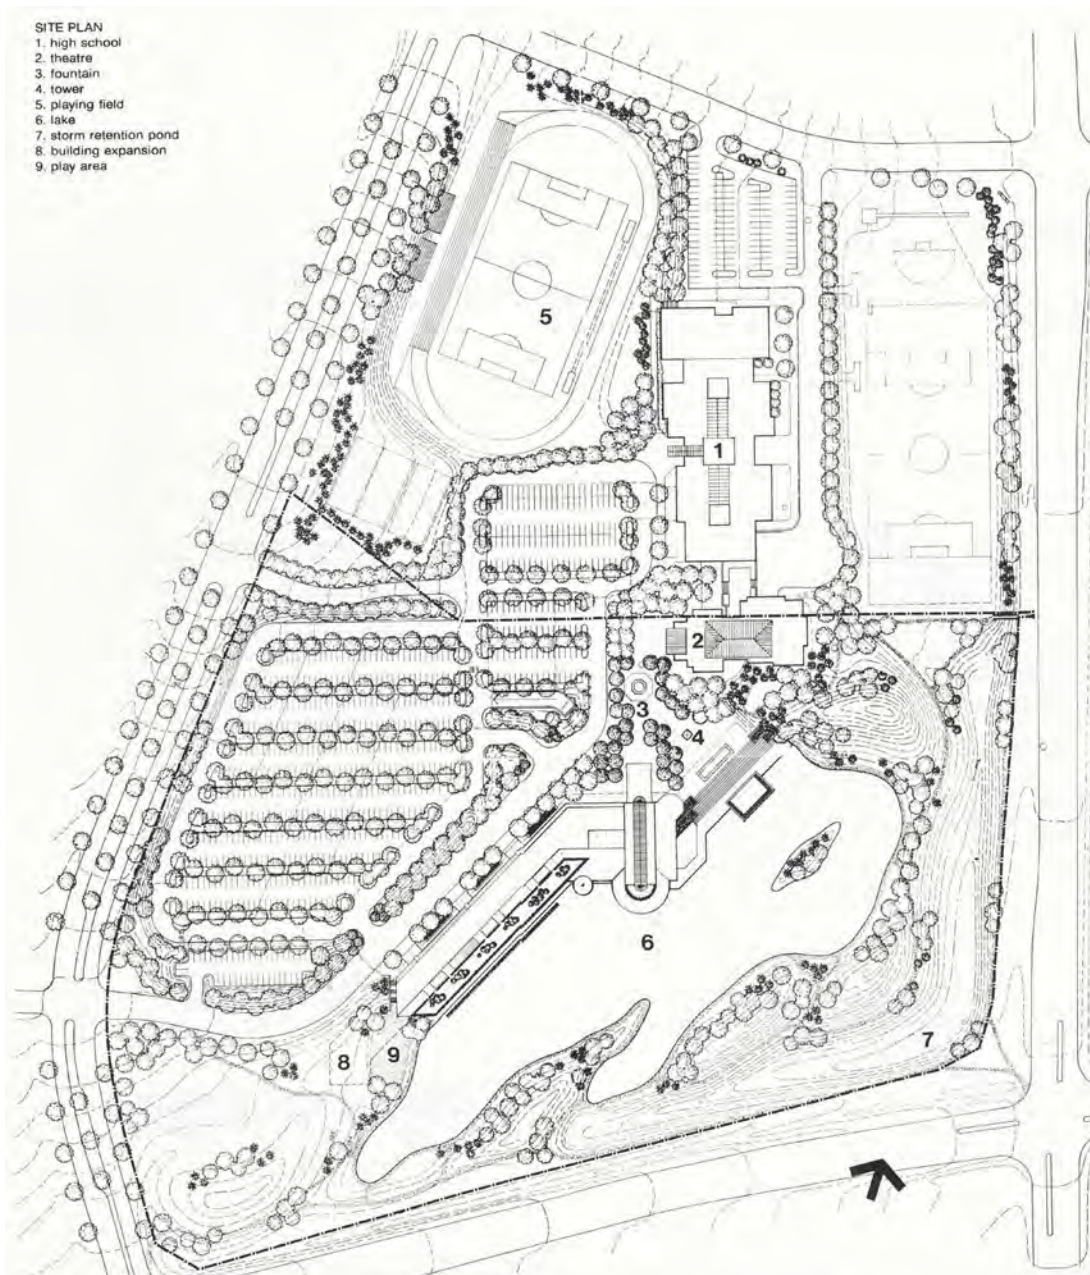 SITE PLAN
1. high school
2. theatre
3. fountain
4. tower
5. playing field
6. lake
7. storm retention pond
8. building expansion
9. play area
5
1
2
3
4
6
7
8
9